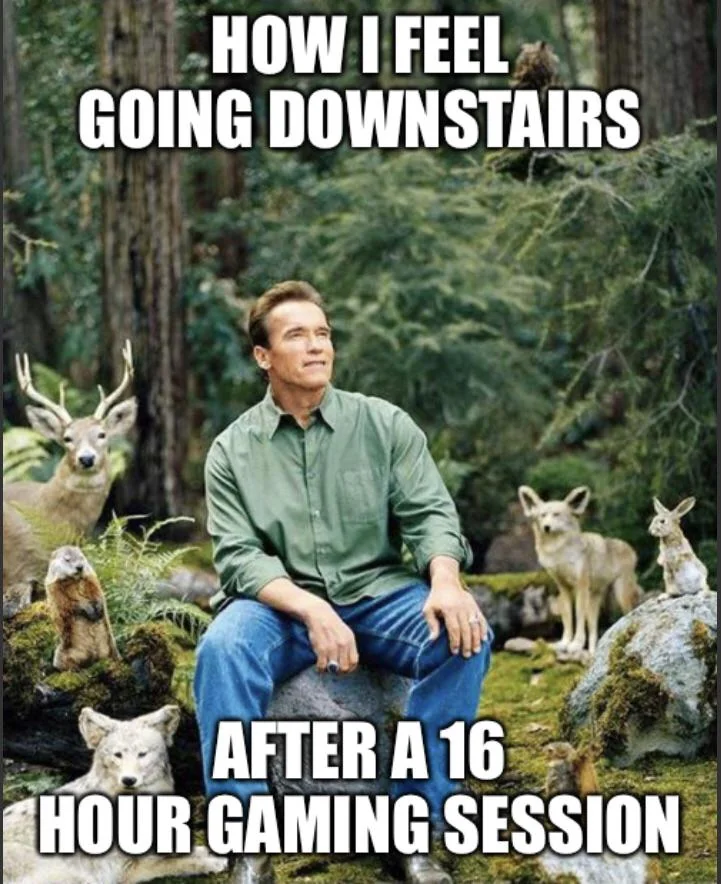 HOW I FEEL
GOING DOWNSTAIRS
AFTER A 16
HOUR GAMING SESSION